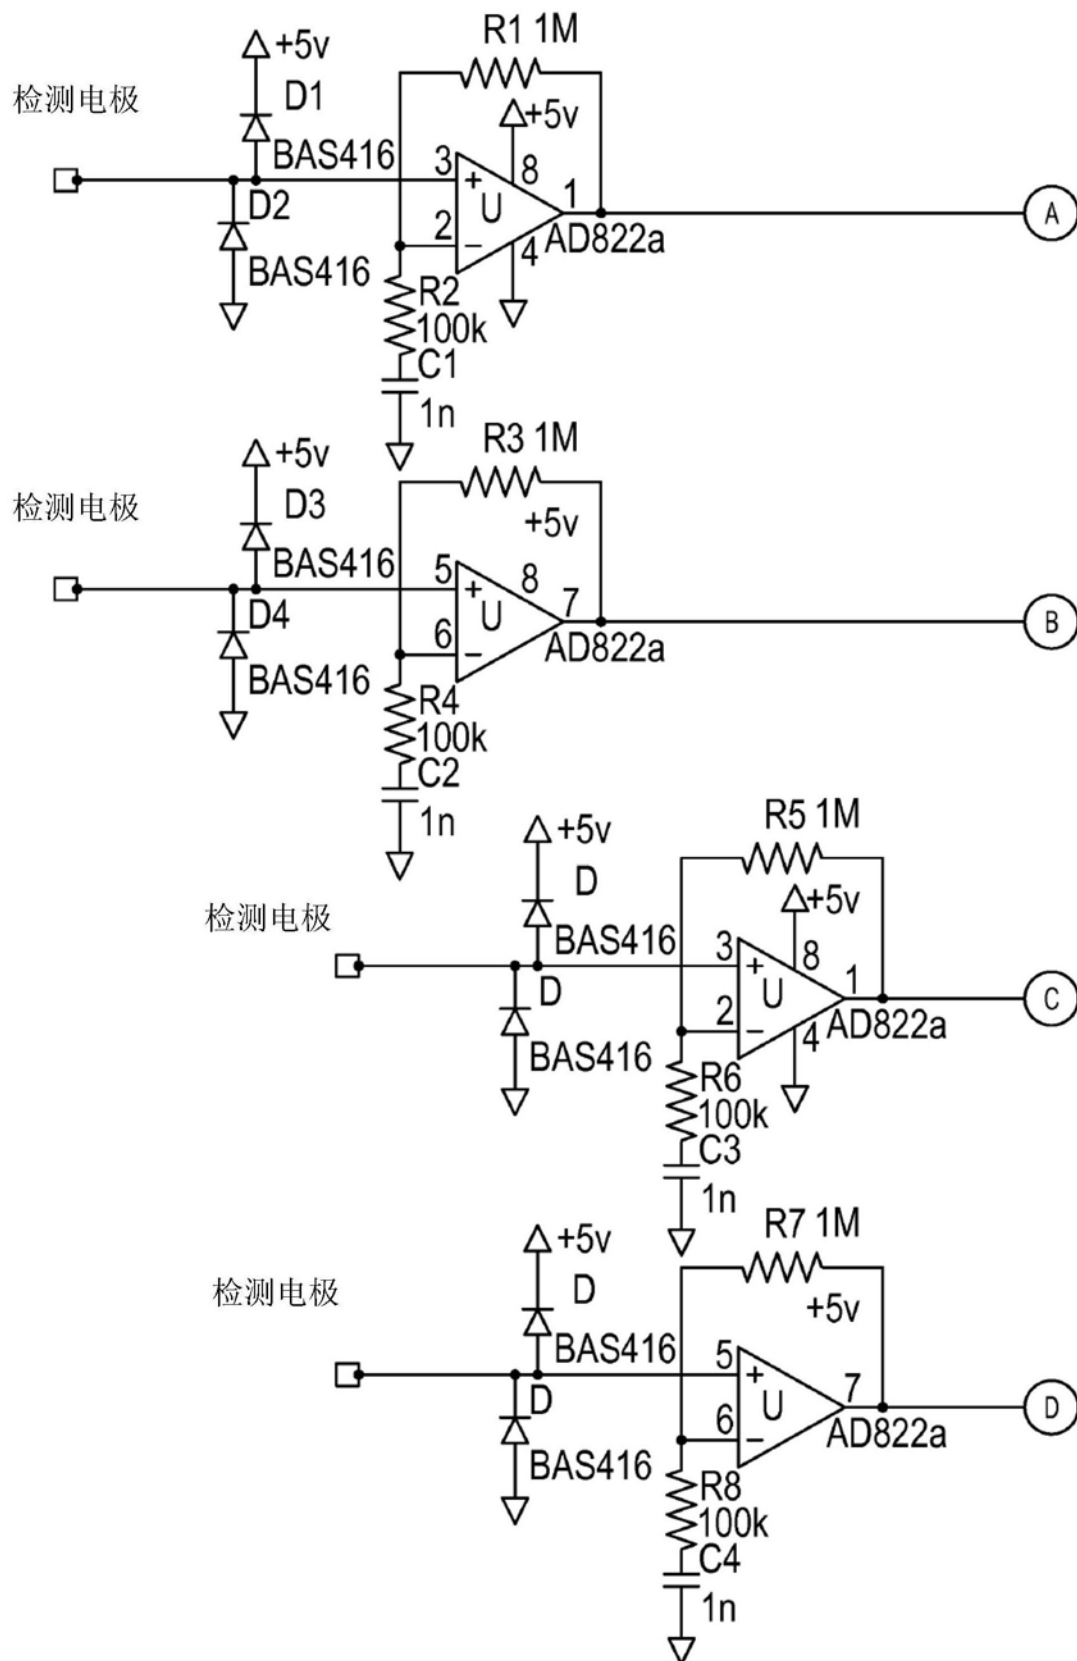 R1 1M
+5v
检测电极
D1
+5v
BAS416
3
+
8
1
U
D2
2
−
4
AD822a
BAS416
R2
100k
C1
1n
A
R3 1M
+5v
检测电极
D3
+5v
BAS416
5
+
8
7
U
D4
6
−
AD822a
BAS416
R4
100k
C2
1n
B
R5 1M
+5v
D
+5v
检测电极
BAS416
3
+
8
1
U
D
2
−
4
AD822a
BAS416
R6
100k
C3
1n
C
R7 1M
+5v
检测电极
D
+5v
BAS416
5
+
7
U
D
6
−
AD822a
BAS416
R8
100k
C4
1n
D